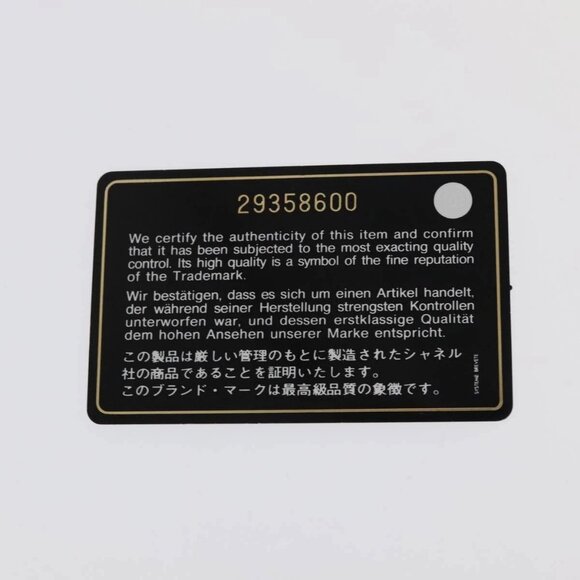 29358600
We certify the authenticity of this item and confirm
that it has been subjected to the most exacting quality
control. Its high quality is a symbol of the fine reputation
of the Trademark.
Wir bestätigen, dass es sich um einen Artikel handelt,
der während seiner Herstellung strengsten Kontrollen
unterworfen war, und dessen erstklassige Qualität
dem hohen Ansehen unserer Marke entspricht.
この製品は厳しい管理のもとに製造されたシャネル
社の商品であることを証明いたします。
このブランド・マークは最高級品質の象徴です。
SYSTEME BREVETE